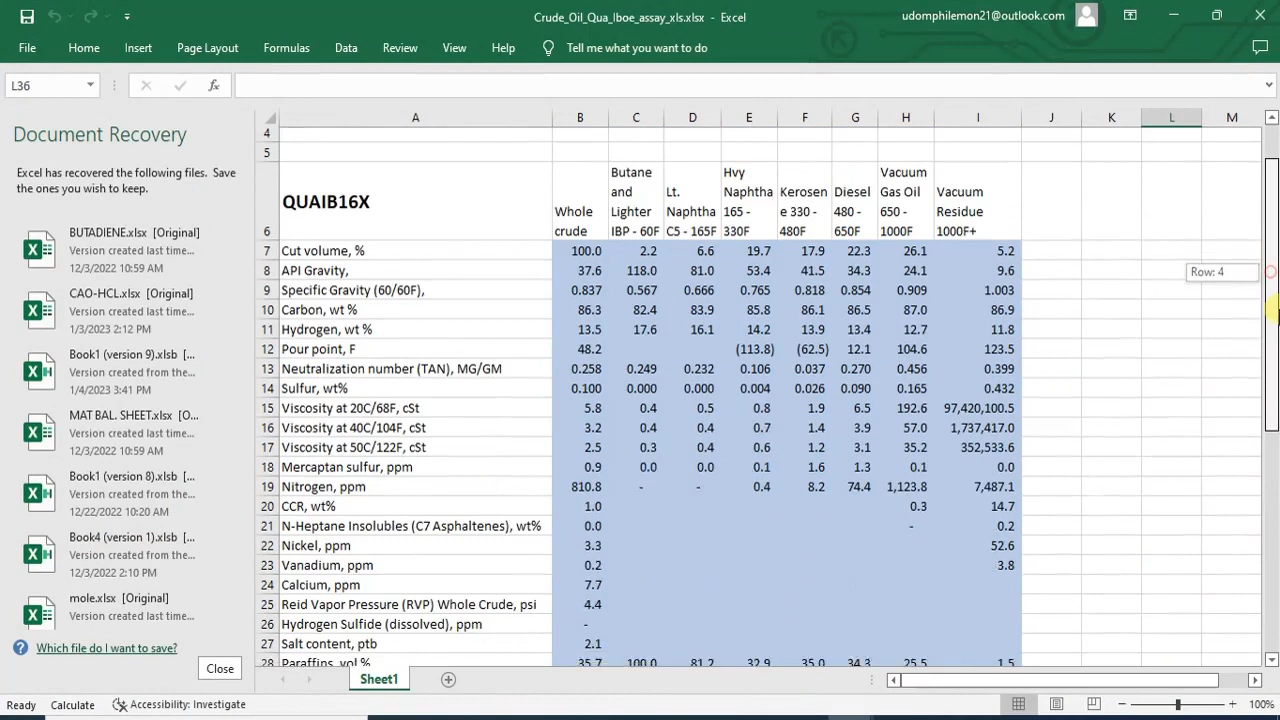 Crude_Oil_Qua_Iboe_assay_xls.xlsx - Excel
udomphilemon21@outlook.com
File Home Insert Page Layout Formulas Data Review View Help Tell me what you want to do
L36 fx
Document Recovery
Excel has recovered the following files. Save
the ones you wish to keep.
BUTADIENE.xlsx [Original]
Version created last time...
12/3/2022 10:59 AM
CAO-HCL.xlsx [Original]
Version created last time...
1/3/2023 2:12 PM
Book1 (version 9).xlsb [...
Version created from the...
1/4/2023 3:41 PM
MAT BAL. SHEET.xlsx [O...
Version created last time...
12/3/2022 10:59 AM
Book1 (version 8).xlsb [...
Version created from the...
12/22/2022 10:20 AM
Book4 (version 1).xlsb [...
Version created from the...
12/3/2022 2:10 PM
mole.xlsx [Original]
Version created last time...
Which file do I want to save?
Close
A B C D E F G H I J K L M
4
5
6 QUAIB16X Whole crude Butane and Lighter IBP - 60F Lt. Naphtha C5 - 165F Hvy Naphtha 165 - 330F Kerosen e 330 - 480F Diesel 480 - 650F Vacuum Gas Oil 650 - 1000F Vacuum Residue 1000F+
7 Cut volume, % 100.0 2.2 6.6 19.7 17.9 22.3 26.1 5.2
8 API Gravity, 37.6 118.0 81.0 53.4 41.5 34.3 24.1 9.6
9 Specific Gravity (60/60F), 0.837 0.567 0.666 0.765 0.818 0.854 0.909 1.003
10 Carbon, wt % 86.3 82.4 83.9 85.8 86.1 86.5 87.0 86.9
11 Hydrogen, wt % 13.5 17.6 16.1 14.2 13.9 13.4 12.7 11.8
12 Pour point, F 48.2 (113.8) (62.5) 12.1 104.6 123.5
13 Neutralization number (TAN), MG/GM 0.258 0.249 0.232 0.106 0.037 0.270 0.456 0.399
14 Sulfur, wt% 0.100 0.000 0.000 0.004 0.026 0.090 0.165 0.432
15 Viscosity at 20C/68F, cSt 5.8 0.4 0.5 0.8 1.9 6.5 192.6 97,420,100.5
16 Viscosity at 40C/104F, cSt 3.2 0.4 0.4 0.7 1.4 3.9 57.0 1,737,417.0
17 Viscosity at 50C/122F, cSt 2.5 0.3 0.4 0.6 1.2 3.1 35.2 352,533.6
18 Mercaptan sulfur, ppm 0.9 0.0 0.0 0.1 1.6 1.3 0.1 0.0
19 Nitrogen, ppm 810.8 - - 0.4 8.2 74.4 1,123.8 7,487.1
20 CCR, wt% 1.0 0.3 14.7
21 N-Heptane Insolubles (C7 Asphaltenes), wt% 0.0 - 0.2
22 Nickel, ppm 3.3 52.6
23 Vanadium, ppm 0.2 3.8
24 Calcium, ppm 7.7
25 Reid Vapor Pressure (RVP) Whole Crude, psi 4.4
26 Hydrogen Sulfide (dissolved), ppm -
27 Salt content, ptb 2.1
28 Paraffins, vol % 35.7 100.0 81.2 32.9 35.0 34.3 25.5 1.5
Row: 4
Sheet1
Ready Calculate Accessibility: Investigate 100%